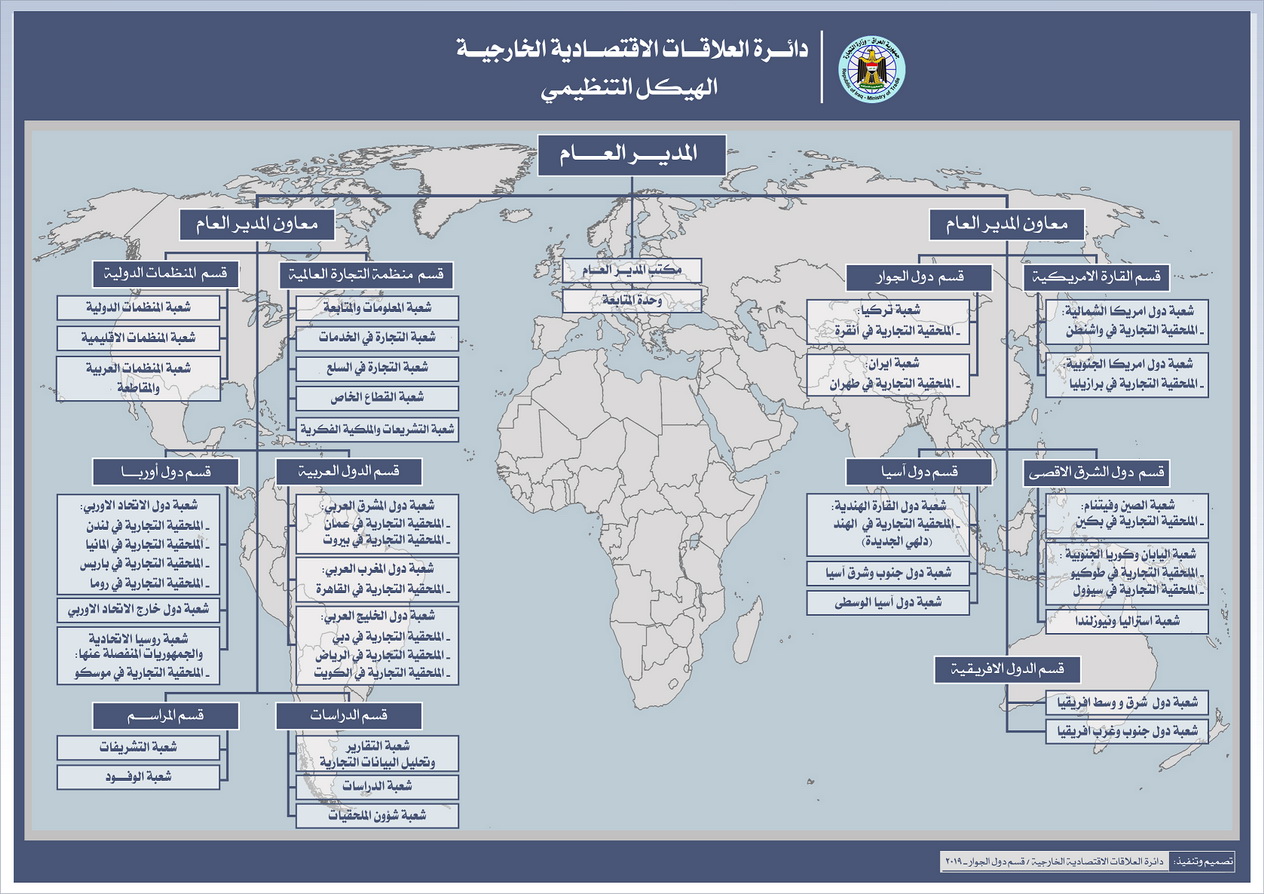 دائرة العلاقات الاقتصادية الخارجية
الهيكل التنظيمي
جمهورية العراق - وزارة التجارة
Republic of Iraq - Ministry of Trade
المدير العام
مكتب المدير العام
وحدة المتابعة
معاون المدير العام
قسم القارة الامريكية
شعبة دول امريكا الشمالية:
ـ الملحقية التجارية في واشنطن
شعبة دول امريكا الجنوبية:
ـ الملحقية التجارية في برازيليا
قسم دول الجوار
شعبة تركيا:
ـ الملحقية التجارية في أنقرة
شعبة ايران:
ـ الملحقية التجارية في طهران
قسم دول الشرق الاقصى
شعبة الصين وفيتنام:
ـ الملحقية التجارية في بكين
شعبة اليابان وكوريا الجنوبية :
ـ الملحقية التجارية في طوكيو
ـ الملحقية التجارية في سيؤول
شعبة استراليا ونيوزلندا
قسم دول أسيا
شعبة دول القارة الهندية:
ـ الملحقية التجارية في الهند
(دلهي الجديدة)
شعبة دول جنوب وشرق أسيا
شعبة دول أسيا الوسطى
قسم الدول الافريقية
شعبة دول شرق و وسط افريقيا
شعبة دول جنوب وغرب افريقيا
معاون المدير العام
قسم منظمة التجارة العالمية
شعبة المعلومات والمتابعة
شعبة التجارة في الخدمات
شعبة التجارة في السلع
شعبة القطاع الخاص
شعبة التشريعات والملكية الفكرية
قسم المنظمات الدولية
شعبة المنظمات الدولية
شعبة المنظمات الاقليمية
شعبة المنظمات العربية
والمقاطعة
قسم الدول العربية
شعبة دول المشرق العربي:
ـ الملحقية التجارية في عمان
ـ الملحقية التجارية في بيروت
شعبة دول المغرب العربي:
ـ الملحقية التجارية في القاهرة
شعبة دول الخليج العربي:
ـ الملحقية التجارية في دبي
ـ الملحقية التجارية في الرياض
ـ الملحقية التجارية في الكويت
قسم دول أوربا
شعبة دول الاتحاد الاوربي:
ـ الملحقية التجارية في لندن
ـ الملحقية التجارية في المانيا
ـ الملحقية التجارية في باريس
ـ الملحقية التجارية في روما
شعبة دول خارج الاتحاد الاوربي
شعبة روسيا الاتحادية
والجمهوريات المنفصلة عنها:
ـ الملحقية التجارية في موسكو
قسم الدراسات
شعبة التقارير
وتحليل البيانات التجارية
شعبة الدراسات
شعبة شؤون الملحقيات
قسم المراسم
شعبة التشريفات
شعبة الوفود
تصميم وتنفيذ: دائرة العلاقات الاقتصادية الخارجية / قسم دول الجوار ـ ٢٠١٩